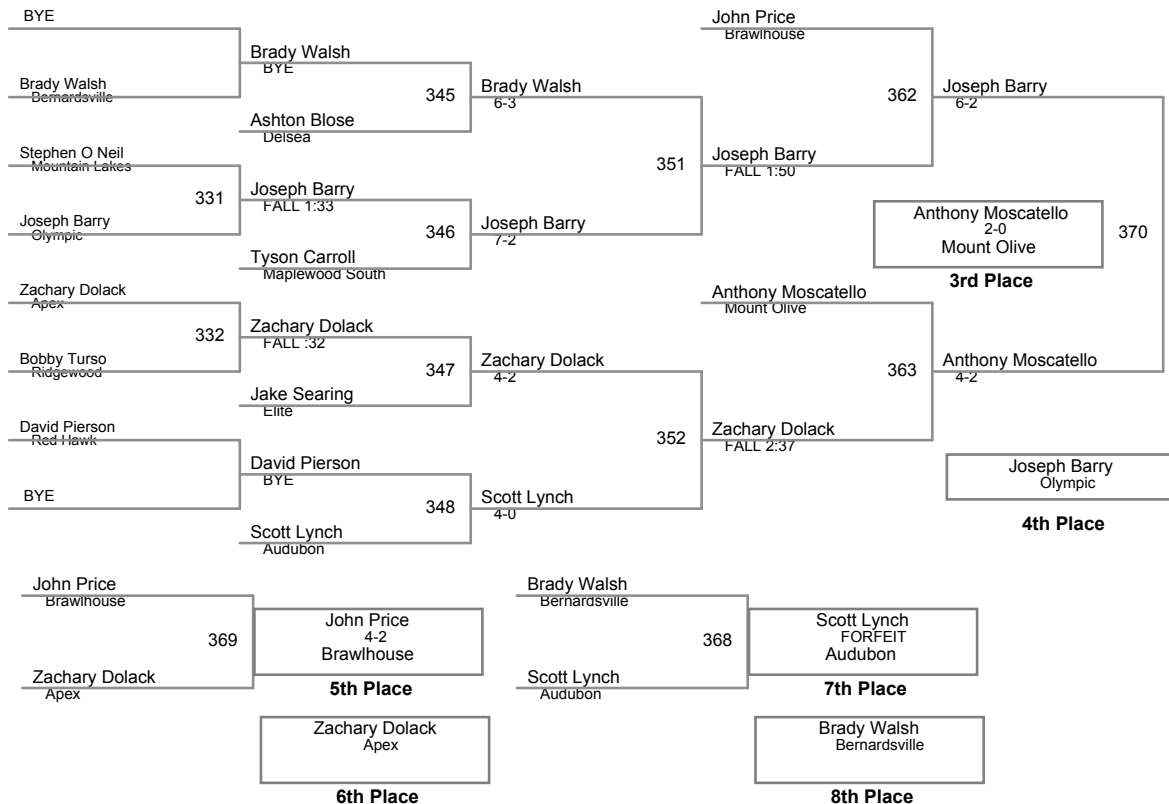 BYE
Brady Walsh
Bernardsville
Stephen O Neil
Mountain Lakes
331
Joseph Barry
Olympic
Zachary Dolack
Apex
332
Bobby Turso
Ridgewood
David Pierson
Red Hawk
BYE
Brady Walsh
BYE
345
Ashton Blose
Delsea
Joseph Barry
FALL 1:33
346
Tyson Carroll
Maplewood South
Zachary Dolack
FALL :32
347
Jake Searing
Elite
David Pierson
BYE
348
Scott Lynch
Audubon
Brady Walsh
6-3
351
Joseph Barry
7-2
Zachary Dolack
4-2
352
Scott Lynch
4-0
John Price
Brawlhouse
362
Joseph Barry
FALL 1:50
Anthony Moscatello
Mount Olive
363
Zachary Dolack
FALL 2:37
Joseph Barry
6-2
370
Anthony Moscatello
4-2
Anthony Moscatello
2-0
Mount Olive
3rd Place
Joseph Barry
Olympic
4th Place
John Price
Brawlhouse
369
Zachary Dolack
Apex
John Price
4-2
Brawlhouse
5th Place
Zachary Dolack
Apex
6th Place
Brady Walsh
Bernardsville
368
Scott Lynch
Audubon
Scott Lynch
FORFEIT
Audubon
7th Place
Brady Walsh
Bernardsville
8th Place